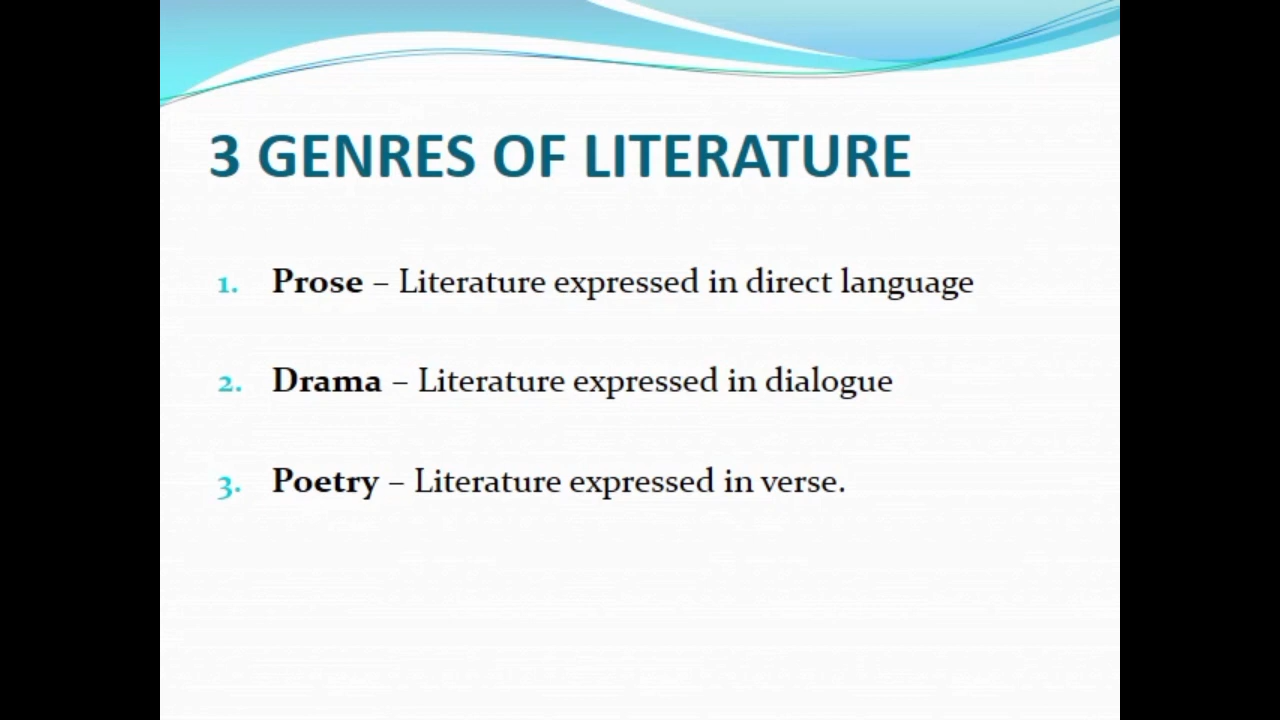 3 GENRES OF LITERATURE
1. Prose – Literature expressed in direct language
2. Drama – Literature expressed in dialogue
3. Poetry – Literature expressed in verse.